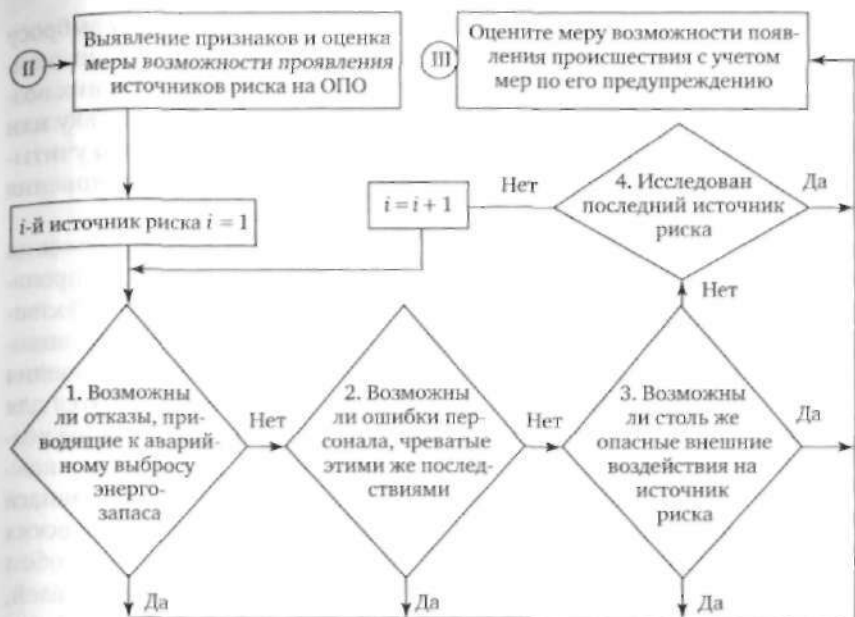 II
Выявление признаков и оценка
меры возможности проявления
источников риска на ОПО
III
Оцените меру возможности появ-
ления происшествия с учетом
мер по его предупреждению
i-й источник риска i = 1
i = i + 1
Нет
4. Исследован
последний источник
риска
Да
Нет
1. Возможны
ли отказы, при-
водящие к аварий-
ному выбросу
энерго-
запаса
Нет
2. Возможны
ли ошибки пер-
сонала, чреватые
этими же послед-
ствиями
Нет
3. Возможны
ли столь же
опасные внешние
воздействия на
источник
риска
Да
Да
Да
Да